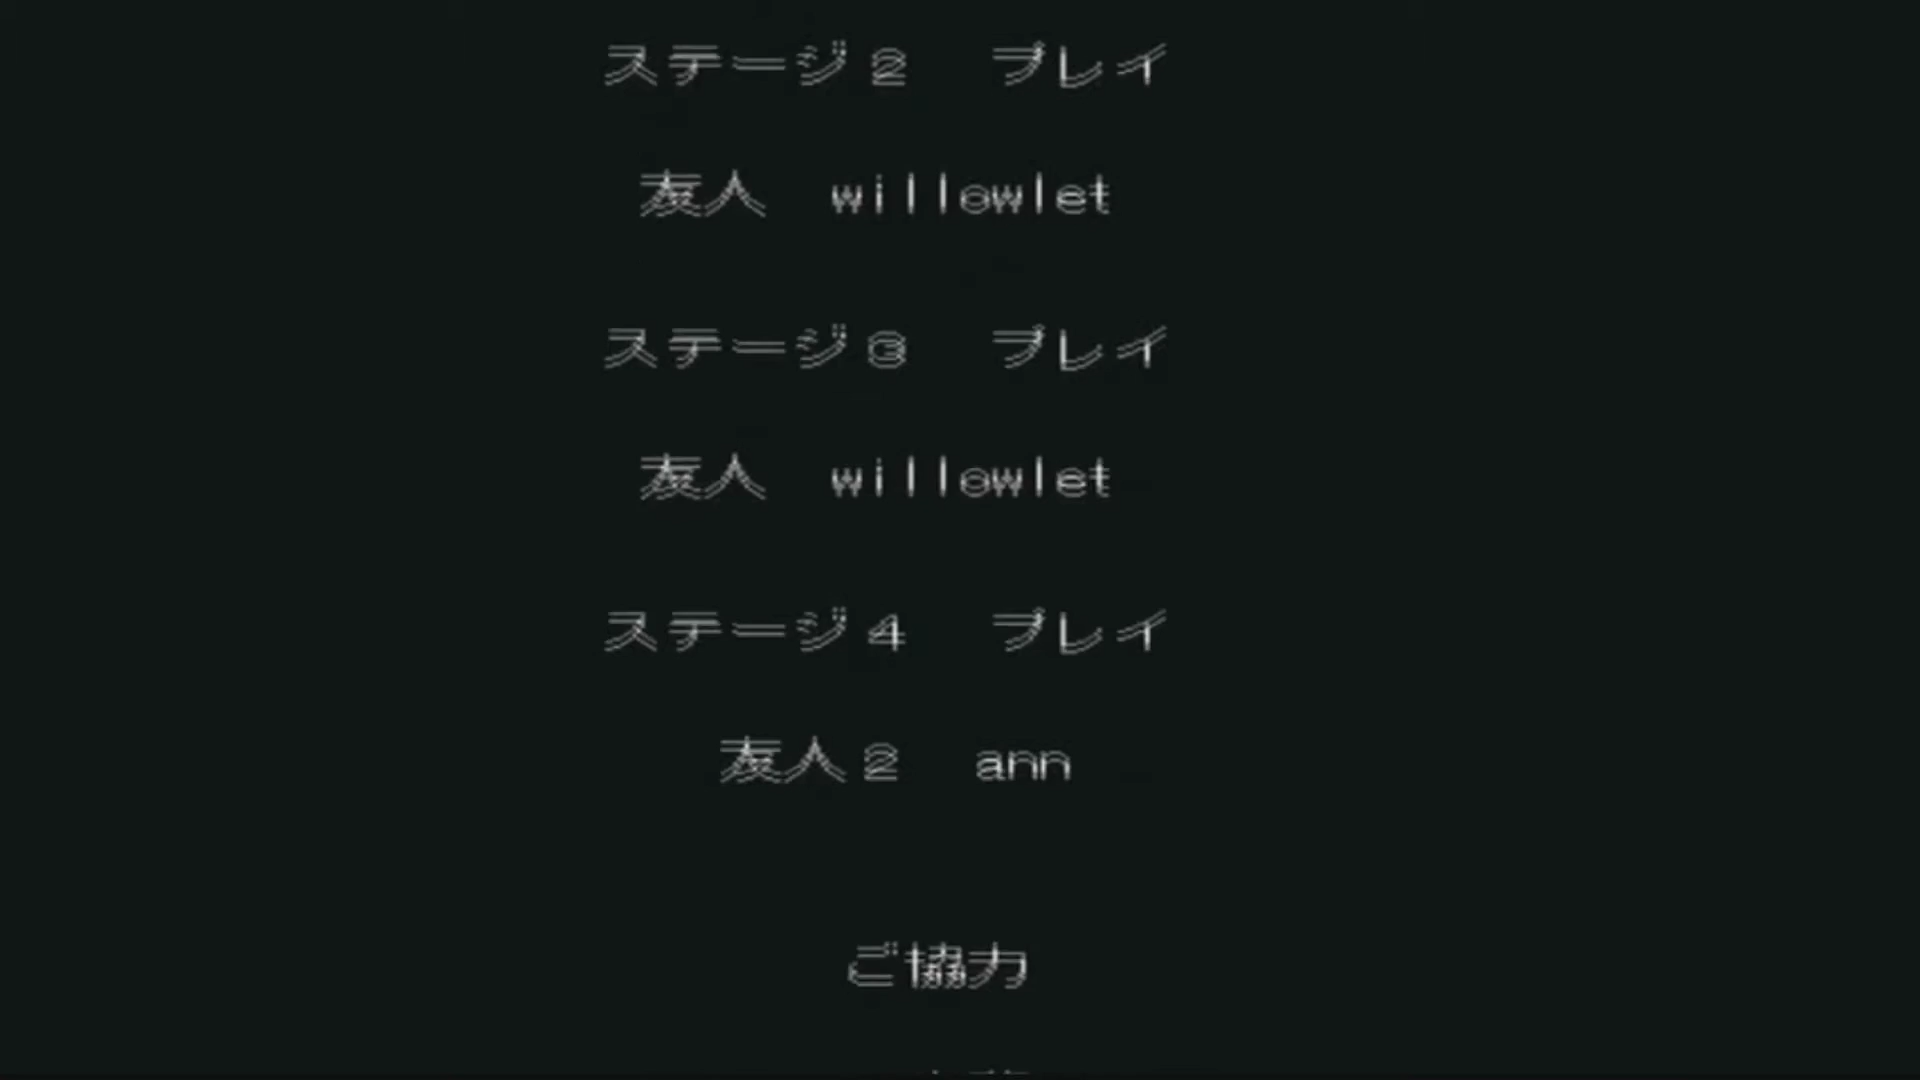 ステージ2 プレイ
友人 willowlet
ステージ3 プレイ
友人 willowlet
ステージ4 プレイ
友人2 ann
ご協力